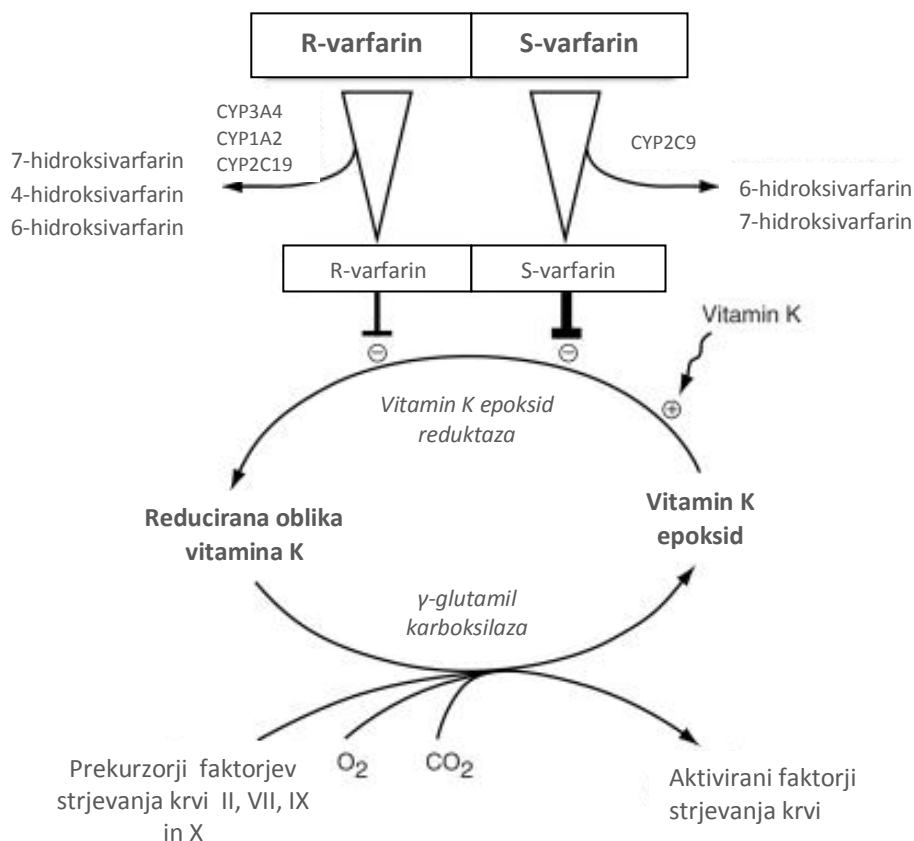 R-varfarin
S-varfarin
CYP3A4
CYP1A2
CYP2C19
CYP2C9
7-hidroksivarfarin
4-hidroksivarfarin
6-hidroksivarfarin
6-hidroksivarfarin
7-hidroksivarfarin
R-varfarin
S-varfarin
Vitamin K
−
−
+
Vitamin K epoksid
reduktaza
Reducirana oblika
vitamina K
Vitamin K
epoksid
γ-glutamil
karboksilaza
Prekurzorji faktorjev
strjevanja krvi II, VII, IX
in X
O₂
CO₂
Aktivirani faktorji
strjevanja krvi